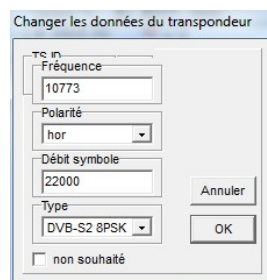 Changer les données du transpondeur
TS ID
Fréquence
10773
Polarité
hor
Débit symbole
22000
Type
DVB-S2 8PSK
non souhaité
Annuler
OK